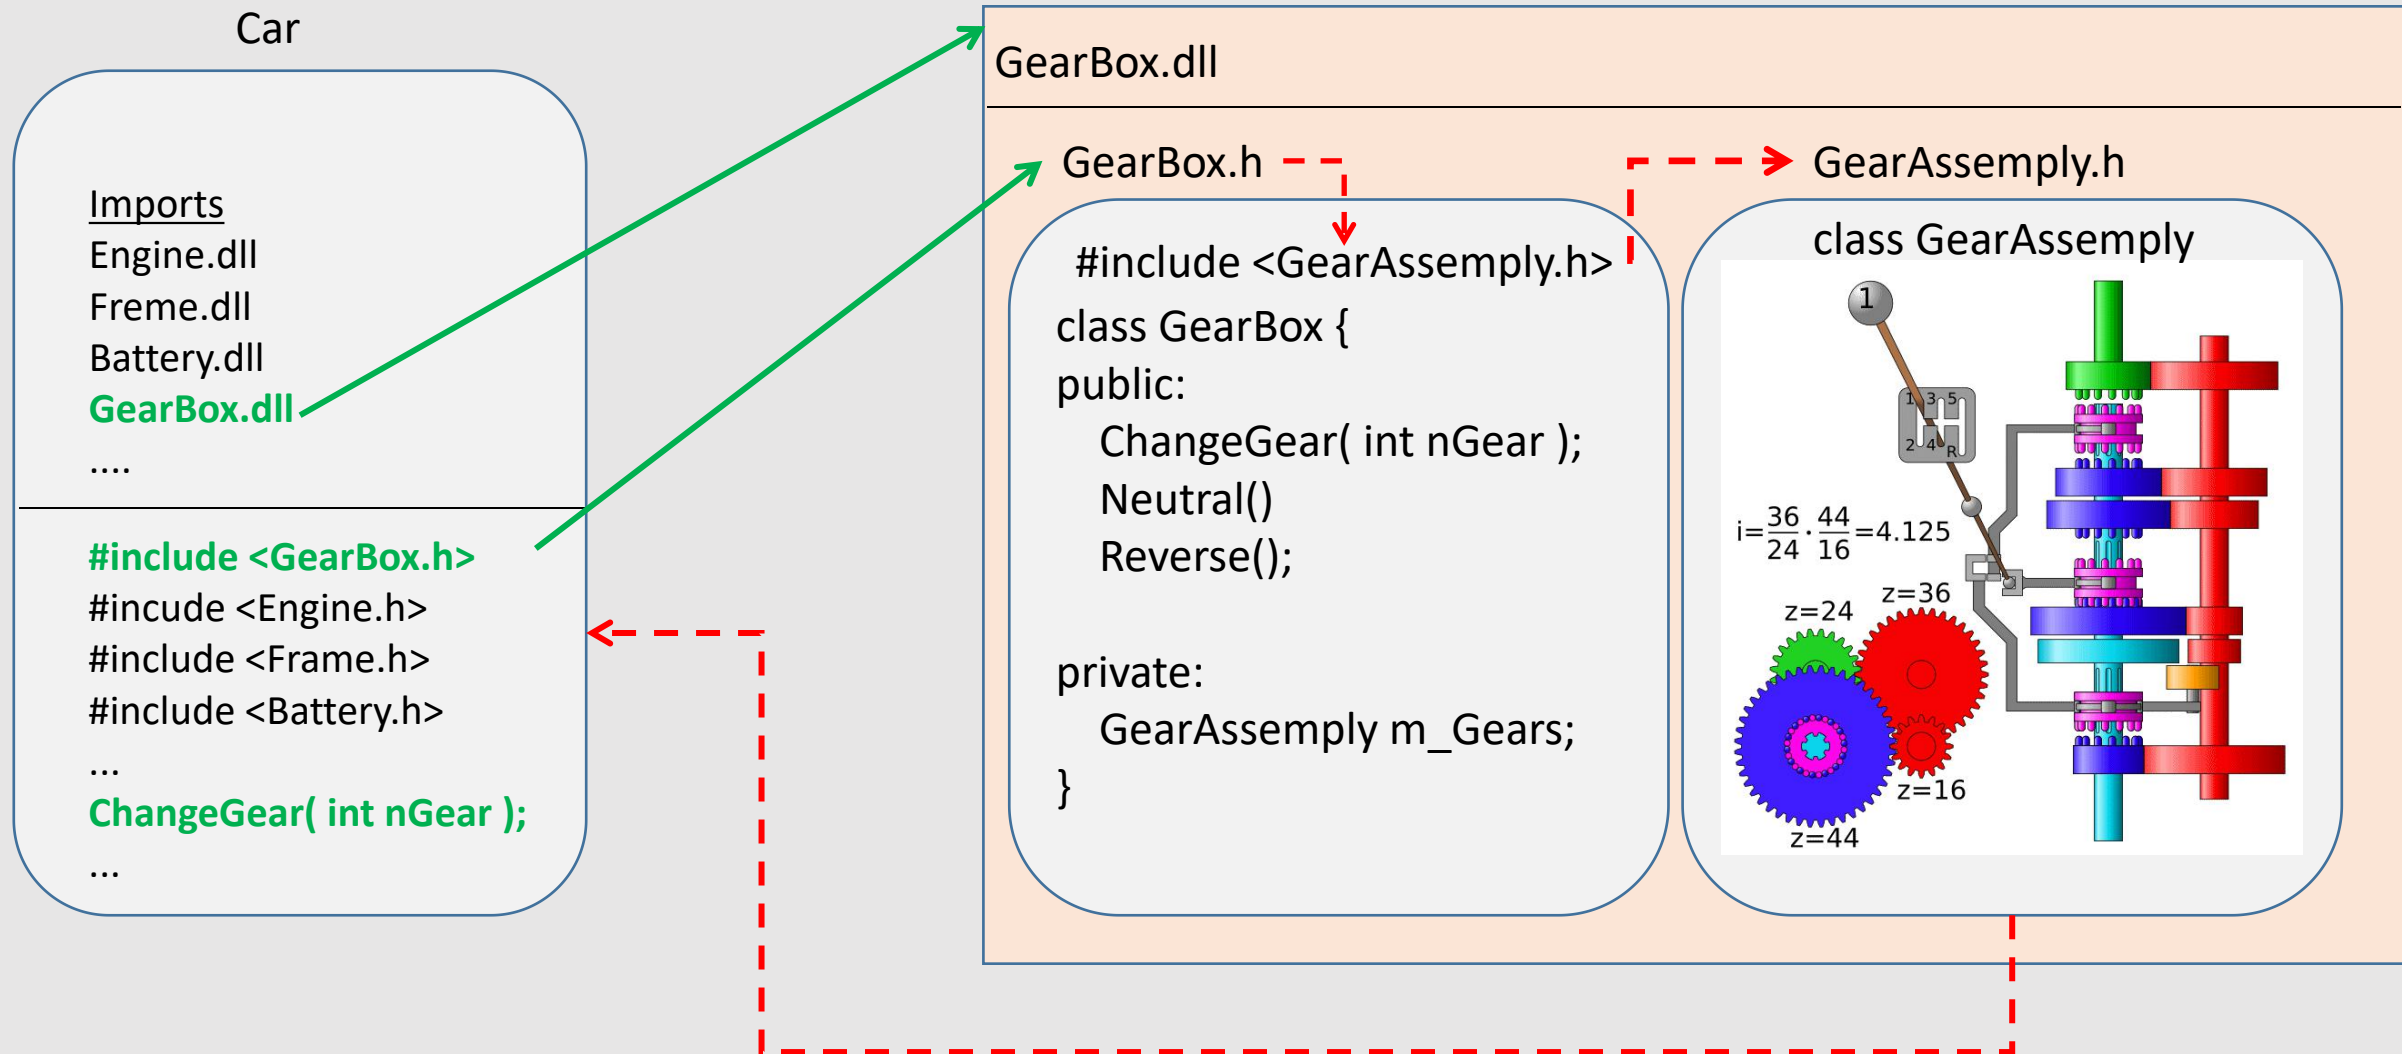 Car
Imports
Engine.dll
Freme.dll
Battery.dll
GearBox.dll
....
#include <GearBox.h>
#incude <Engine.h>
#include <Frame.h>
#include <Battery.h>
...
ChangeGear( int nGear );
...
GearBox.dll
GearBox.h
#include <GearAssemply.h>
class GearBox {
public:
ChangeGear( int nGear );
Neutral()
Reverse();
private:
GearAssemply m_Gears;
}
GearAssemply.h
class GearAssemply
1
1 3 5
2 4 R
i=36/24·44/16=4.125
z=24
z=36
z=16
z=44